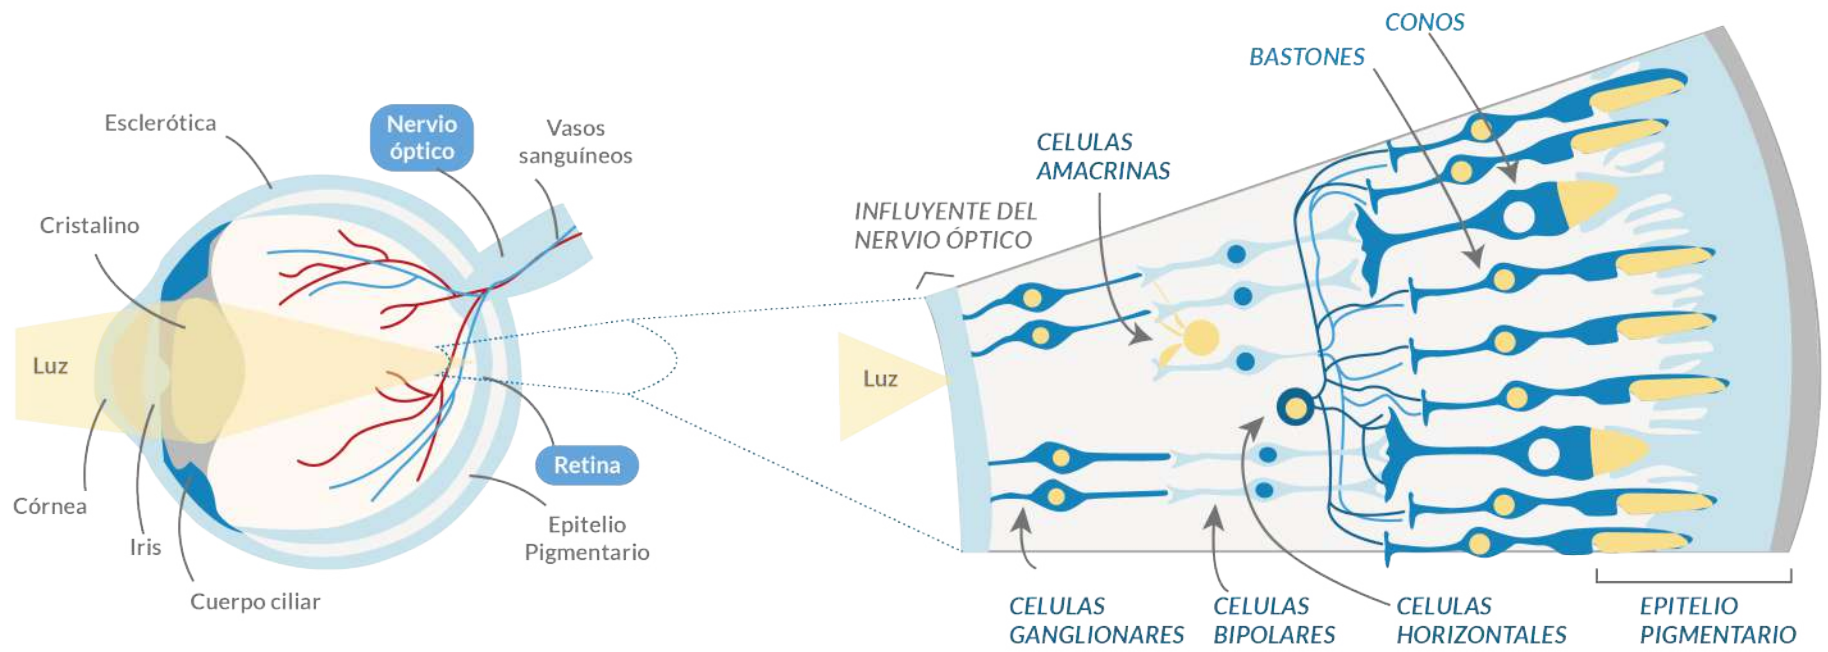 Esclerótica
Nervio
óptico
Vasos
sanguíneos
Cristalino
Luz
Córnea
Iris
Cuerpo ciliar
Retina
Epitelio
Pigmentario
CONOS
BASTONES
CELULAS
AMACRINAS
INFLUYENTE DEL
NERVIO ÓPTICO
Luz
CELULAS
GANGLIONARES
CELULAS
BIPOLARES
CELULAS
HORIZONTALES
EPITELIO
PIGMENTARIO